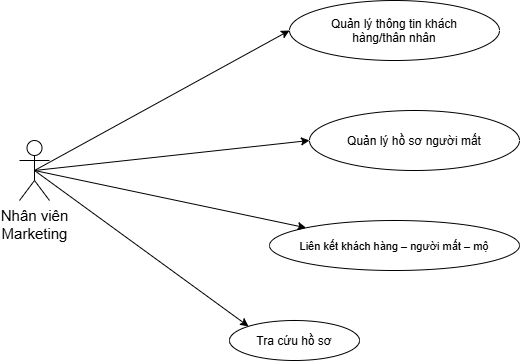 Quản lý thông tin khách
hàng/thân nhân
Quản lý hồ sơ người mất
Nhân viên
Marketing
Liên kết khách hàng – người mất – mộ
Tra cứu hồ sơ